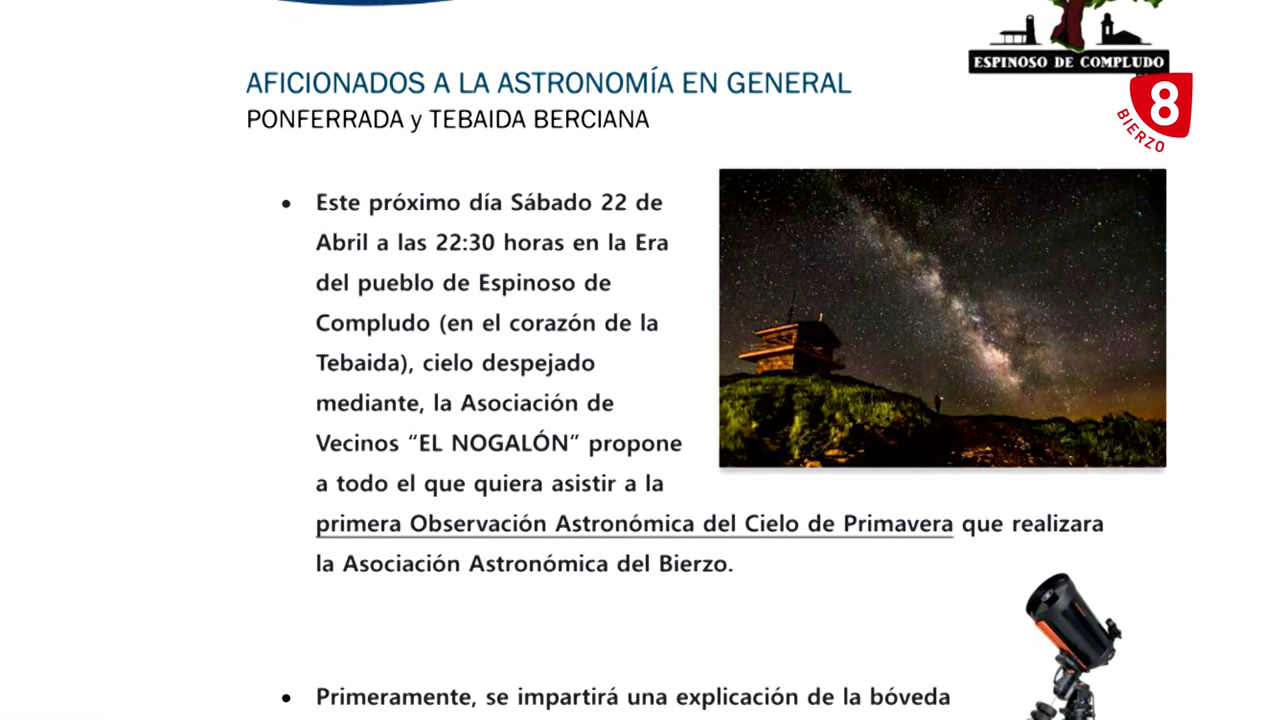 ESPINOSO DE COMPLUDO
8
BIERZO
AFICIONADOS A LA ASTRONOMÍA EN GENERAL
PONFERRADA y TEBAIDA BERCIANA
• Este próximo día Sábado 22 de
Abril a las 22:30 horas en la Era
del pueblo de Espinoso de
Compludo (en el corazón de la
Tebaida), cielo despejado
mediante, la Asociación de
Vecinos “EL NOGALÓN” propone
a todo el que quiera asistir a la
primera Observación Astronómica del Cielo de Primavera que realizara
la Asociación Astronómica del Bierzo.
• Primeramente, se impartirá una explicación de la bóveda